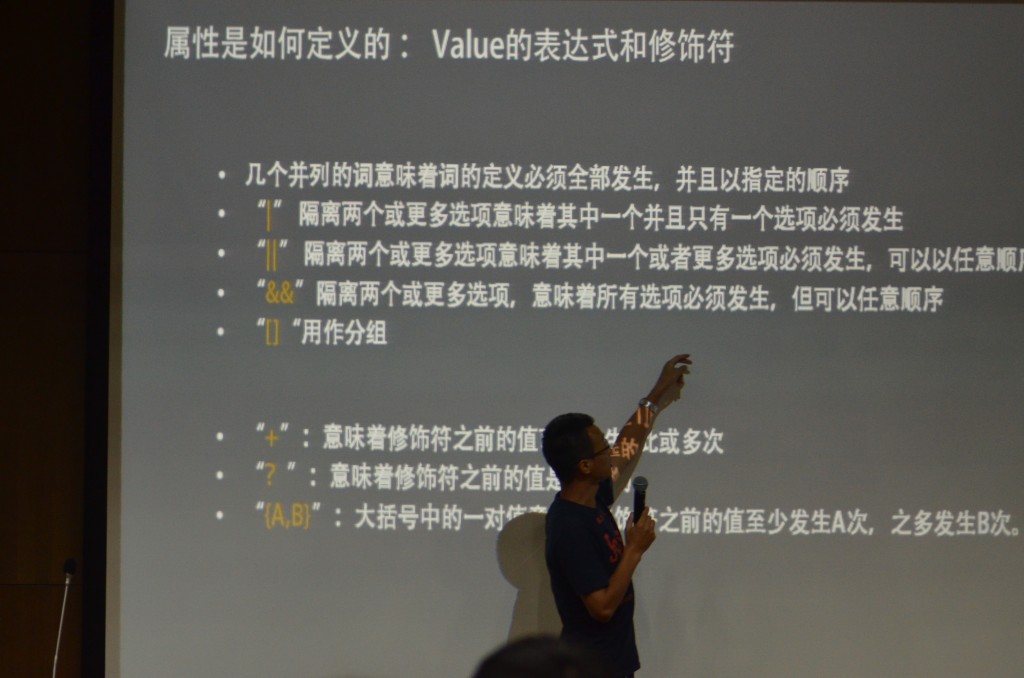 属性是如何定义的： Value的表达式和修饰符
• 几个并列的词意味着词的定义必须全部发生，并且以指定的顺序
• “|” 隔离两个或更多选项意味着其中一个并且只有一个选项必须发生
• “||” 隔离两个或更多选项意味着其中一个或者更多选项必须发生，可以以任意顺
• “&&” 隔离两个或更多选项，意味着所有选项必须发生，但可以任意顺序
• “[] “用作分组
• “+” ：意味着修饰符之前的值 比或多次
• “? ” ：意味着修饰符之前的值是
• “{A,B}” ：大括号中的一对值 之前的值至少发生A次，之多发生B次。